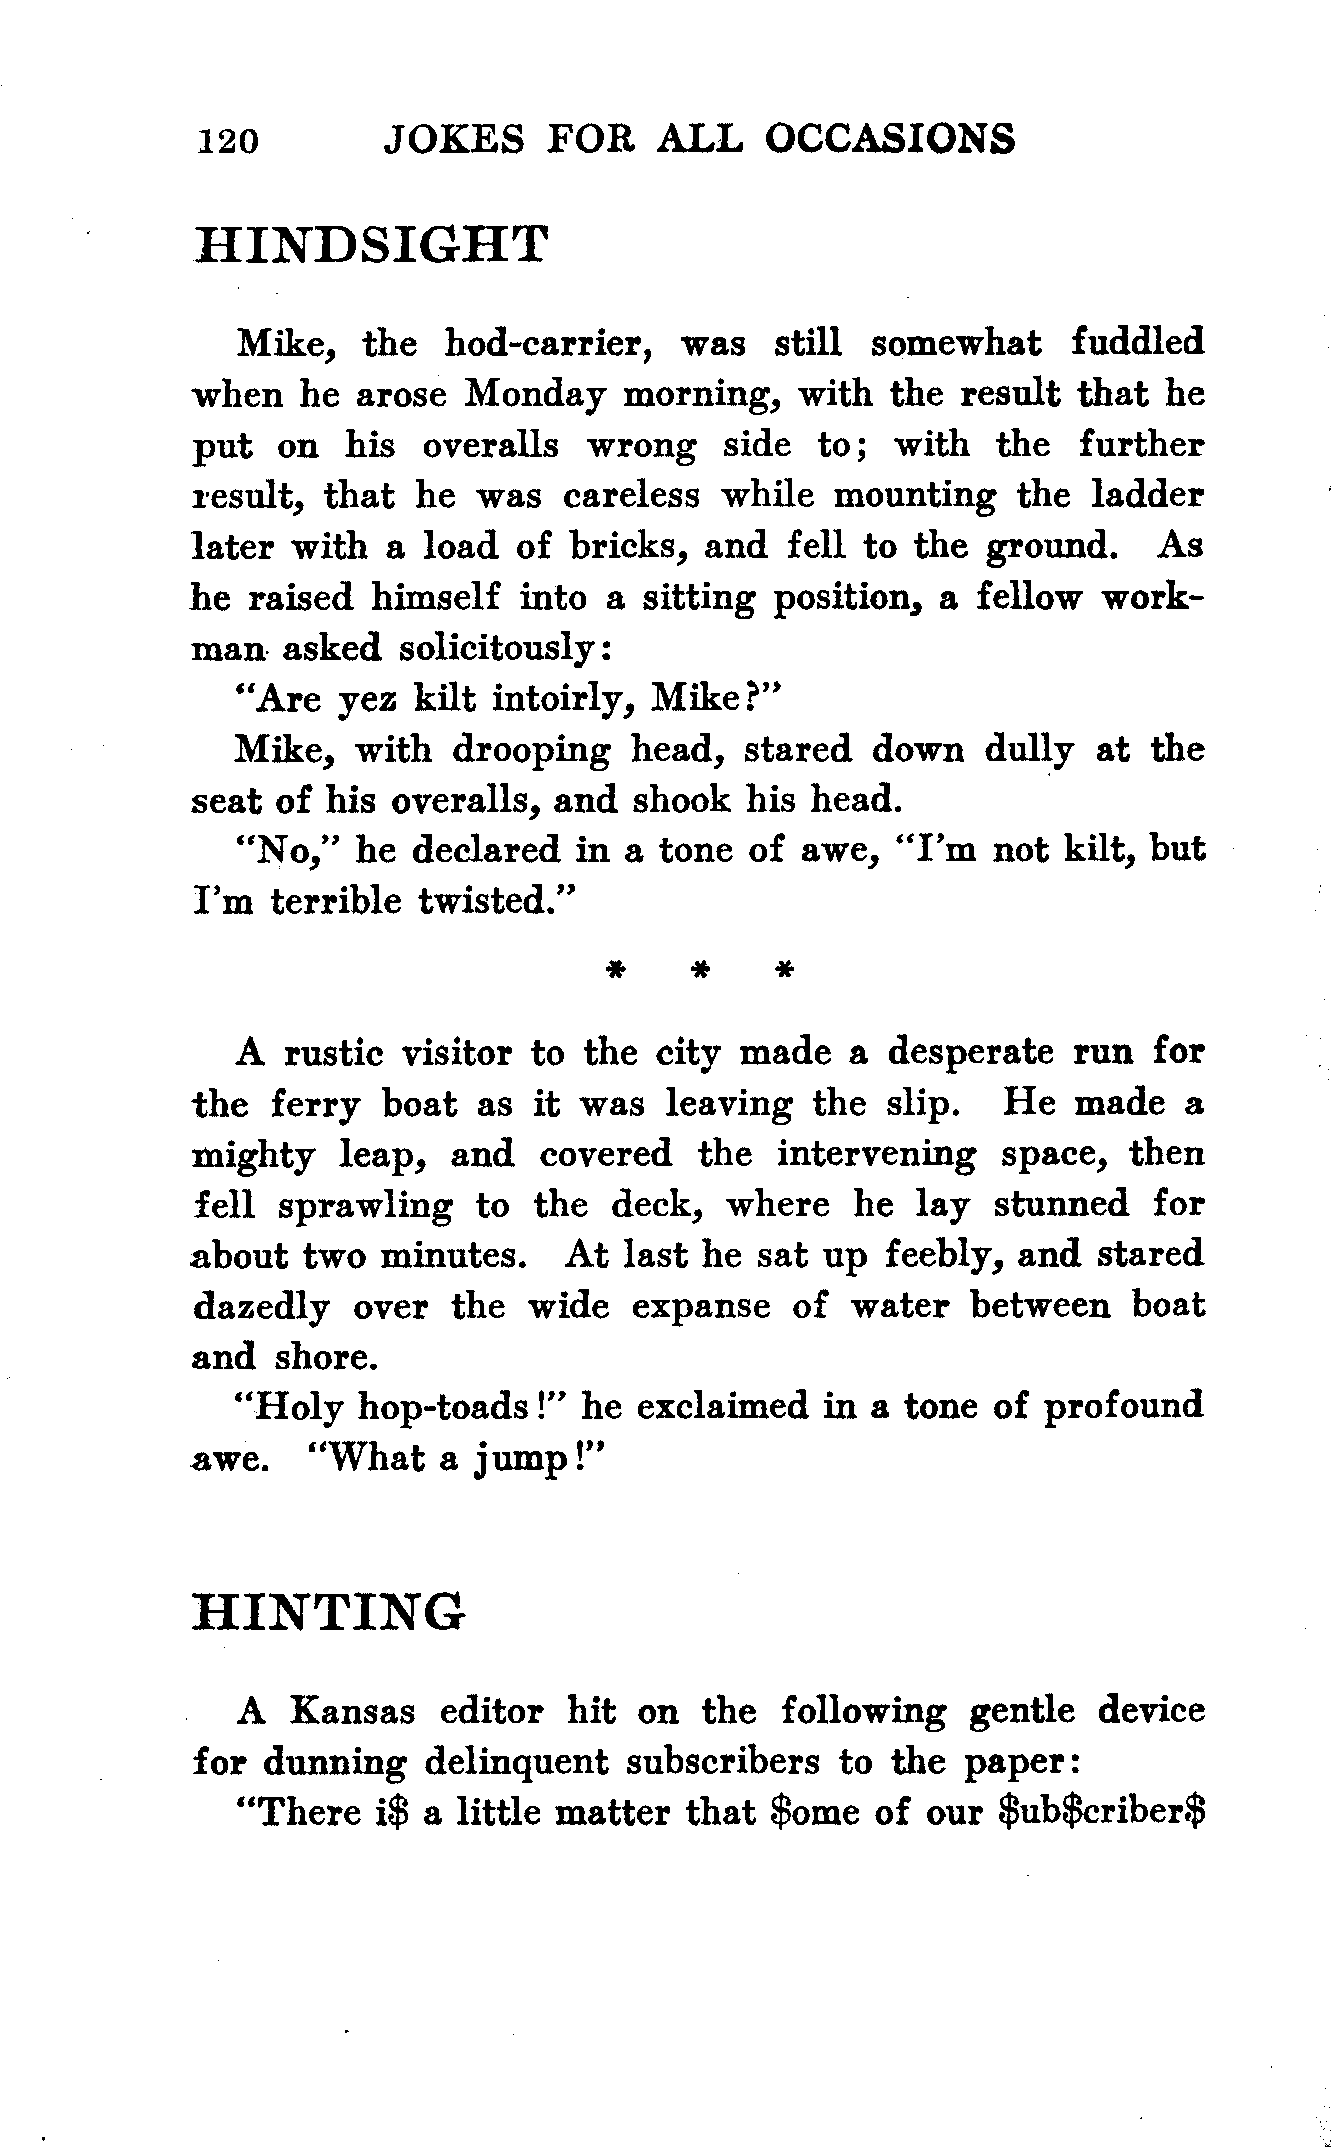 120 JOKES FOR ALL OCCASIONS
HINDSIGHT
Mike, the hod-carrier, was still somewhat fuddled
when he arose Monday morning, with the result that he
put on his overalls wrong side to; with the further
result, that he was careless while mounting the ladder
later with a load of bricks, and fell to the ground. As
he raised himself into a sitting position, a fellow work-
man asked solicitously:
"Are yez kilt intoirly, Mike?"
Mike, with drooping head, stared down dully at the
seat of his overalls, and shook his head.
"No," he declared in a tone of awe, "I'm not kilt, but
I'm terrible twisted."
* * *
A rustic visitor to the city made a desperate run for
the ferry boat as it was leaving the slip. He made a
mighty leap, and covered the intervening space, then
fell sprawling to the deck, where he lay stunned for
about two minutes. At last he sat up feebly, and stared
dazedly over the wide expanse of water between boat
and shore.
"Holy hop-toads!" he exclaimed in a tone of profound
awe. "What a jump!"
HINTING
A Kansas editor hit on the following gentle device
for dunning delinquent subscribers to the paper:
"There i$ a little matter that $ome of our $ub$criber$